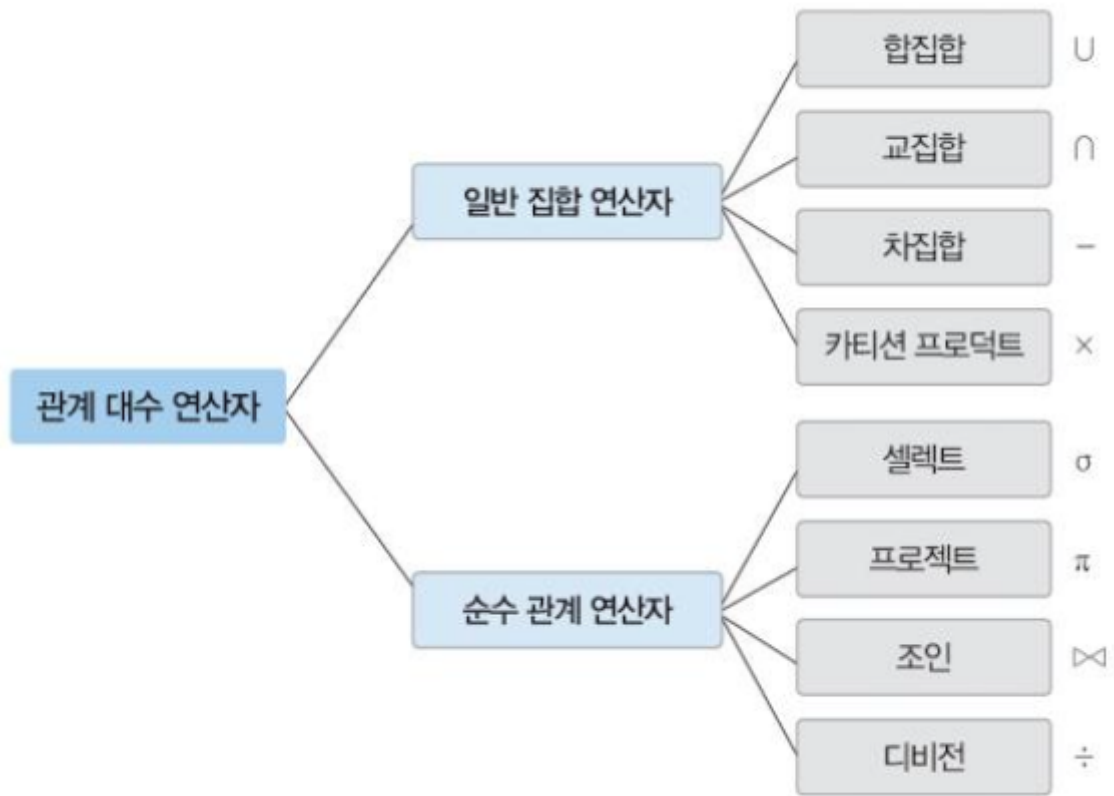 합집합 ∪
교집합 ∩
일반 집합 연산자
차집합 −
카티션 프로덕트 ×
관계 대수 연산자
셀렉트 σ
프로젝트 π
순수 관계 연산자
조인 ⋈
디비전 ÷